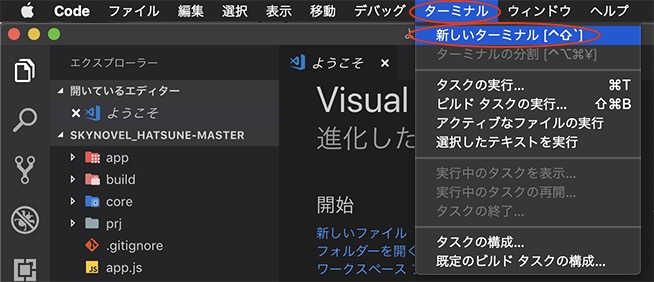 Code ファイル 編集 選択 表示 移動 デバッグ ターミナル ウィンドウ ヘルプ
新しいターミナル [^⇧`]
ターミナルの分割 [^⌥⌘¥]
タスクの実行... ⌘T
ビルド タスクの実行... ⇧⌘B
アクティブなファイルの実行
選択したテキストを実行
実行中のタスクを表示...
実行中のタスクの再開...
タスクの終了...
タスクの構成...
既定のビルド タスクの構成...
エクスプローラー
開いているエディター
ようこそ
SKYNOVEL_HATSUNE-MASTER
app
build
core
prj
.gitignore
JS app.js
ようこそ
Visual
進化した
開始
新しいファイル
フォルダーを開く
ワークスペース